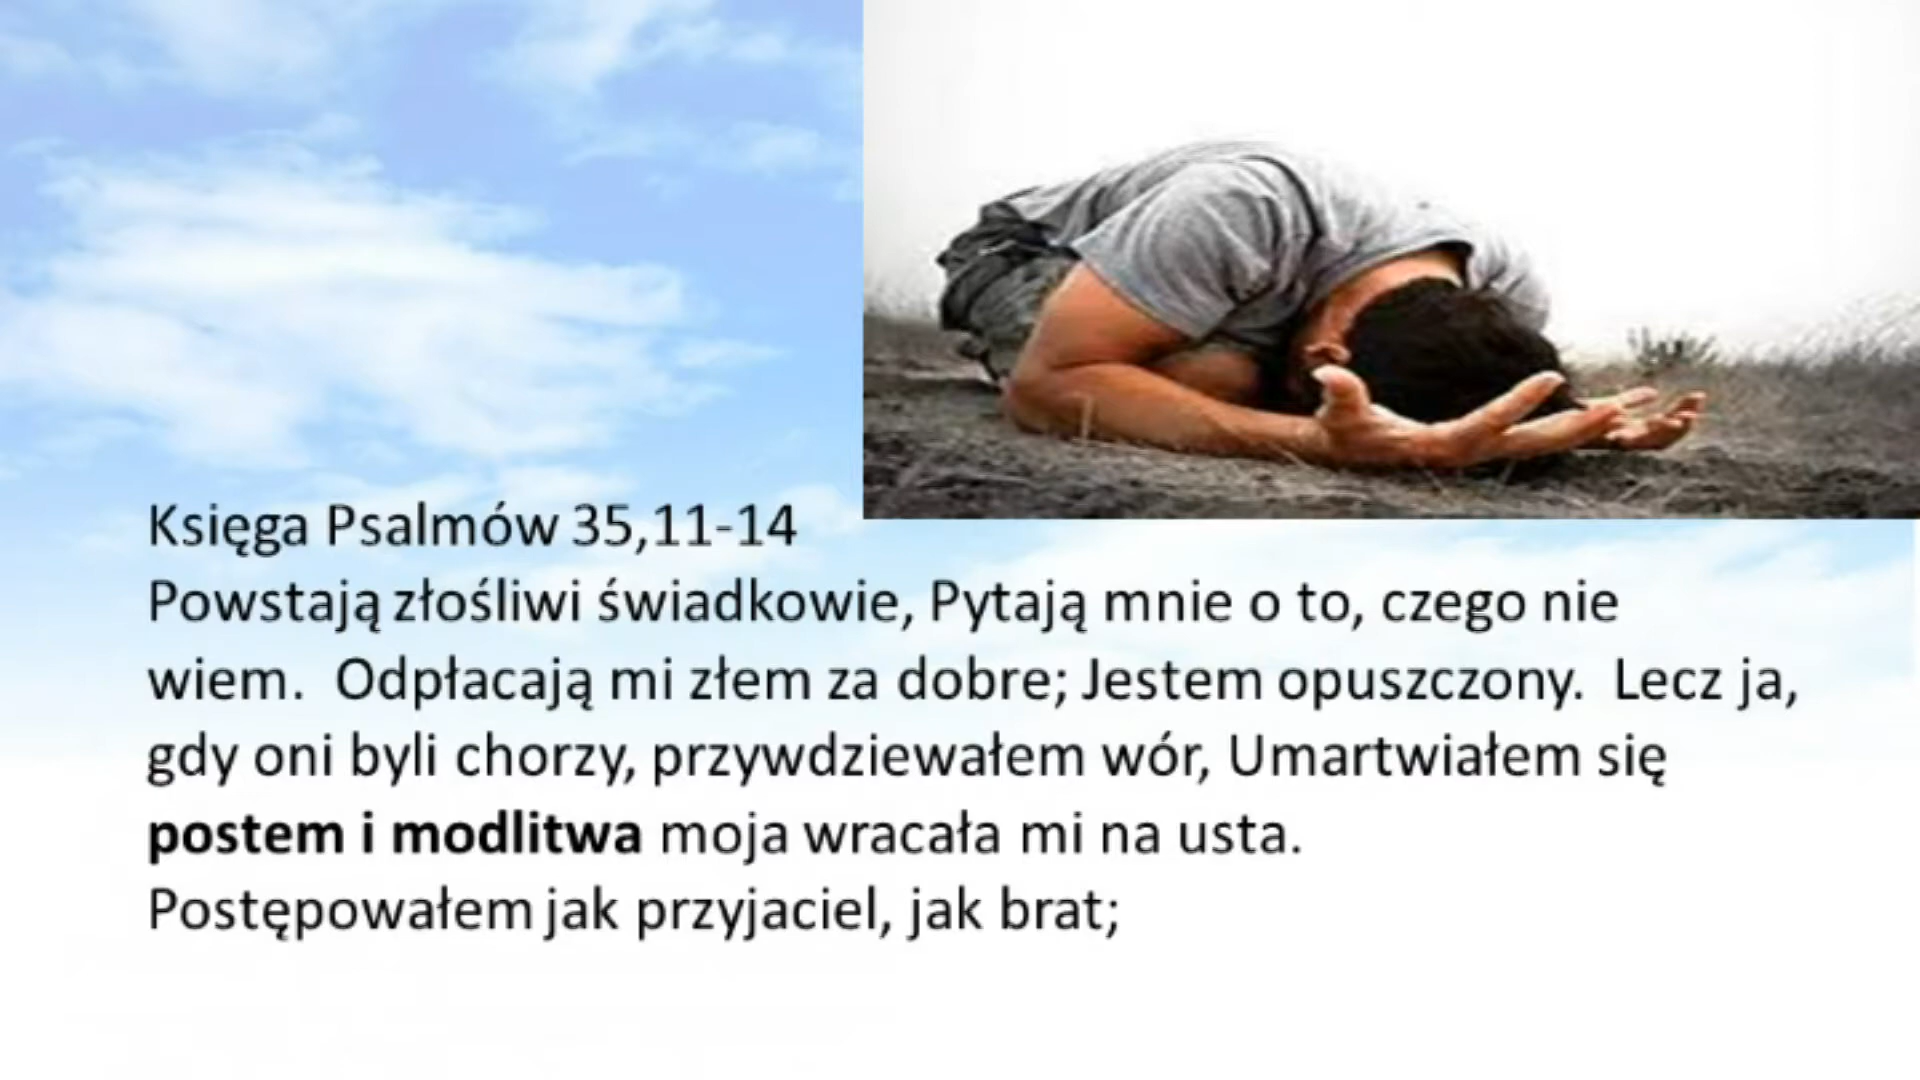 Księga Psalmów 35,11-14
Powstają złośliwi świadkowie, Pytają mnie o to, czego nie
wiem.  Odpłacają mi złem za dobre; Jestem opuszczony.  Lecz ja,
gdy oni byli chorzy, przywdziewałem wór, Umartwiałem się
postem i modlitwa moja wracała mi na usta.
Postępowałem jak przyjaciel, jak brat;